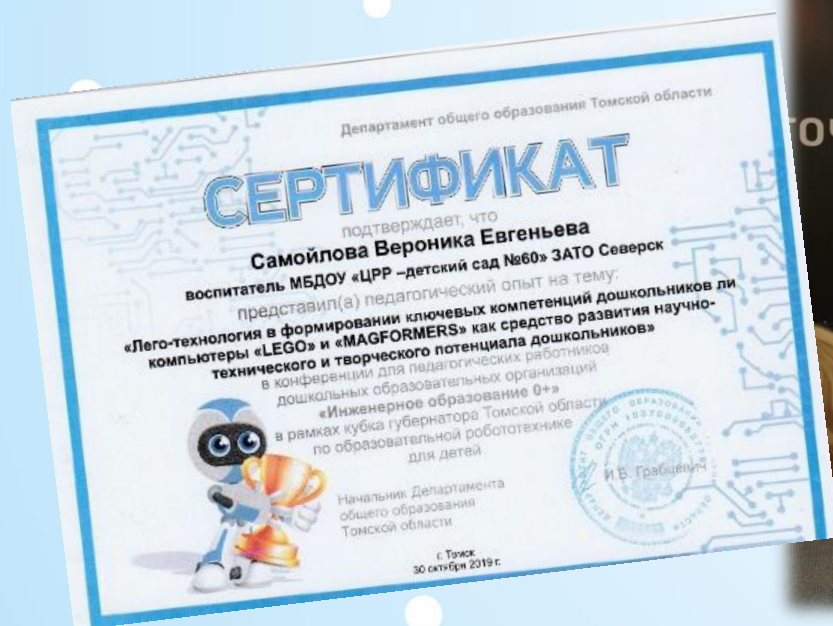 Департамент общего образования Томской области
СЕРТИФИКАТ
подтверждает, что
Самойлова Вероника Евгеньева
воспитатель МБДОУ «ЦРР –детский сад №60» ЗАТО Северск
представил(а) педагогический опыт на тему:
«Лего-технология в формировании ключевых компетенций дошкольников ли
компьютеры «LEGO» и «MAGFORMERS» как средство развития научно-
технического и творческого потенциала дошкольников»
в конференции для педагогических работников
дошкольных образовательных организаций
«Инженерное образование 0+»
в рамках кубка губернатора Томской области
по образовательной робототехнике
для детей
Начальник Департамента
общего образования
Томской области
И.Б. Грабцевич
г. Томск
30 октября 2019 г.